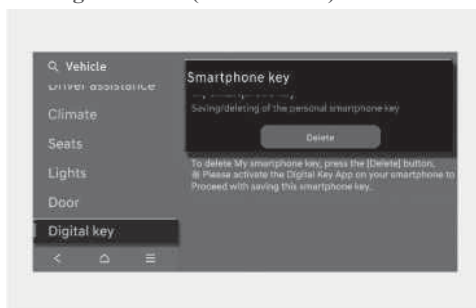 Vehicle
Driver assistance
Climate
Seats
Lights
Door
Digital key
Smartphone key
Saving/deleting of the personal smartphone key
Delete
To delete My smartphone key, press the [Delete] button,
※ Please activate the Digital Key App on your smartphone to
Proceed with saving this smartphone key.